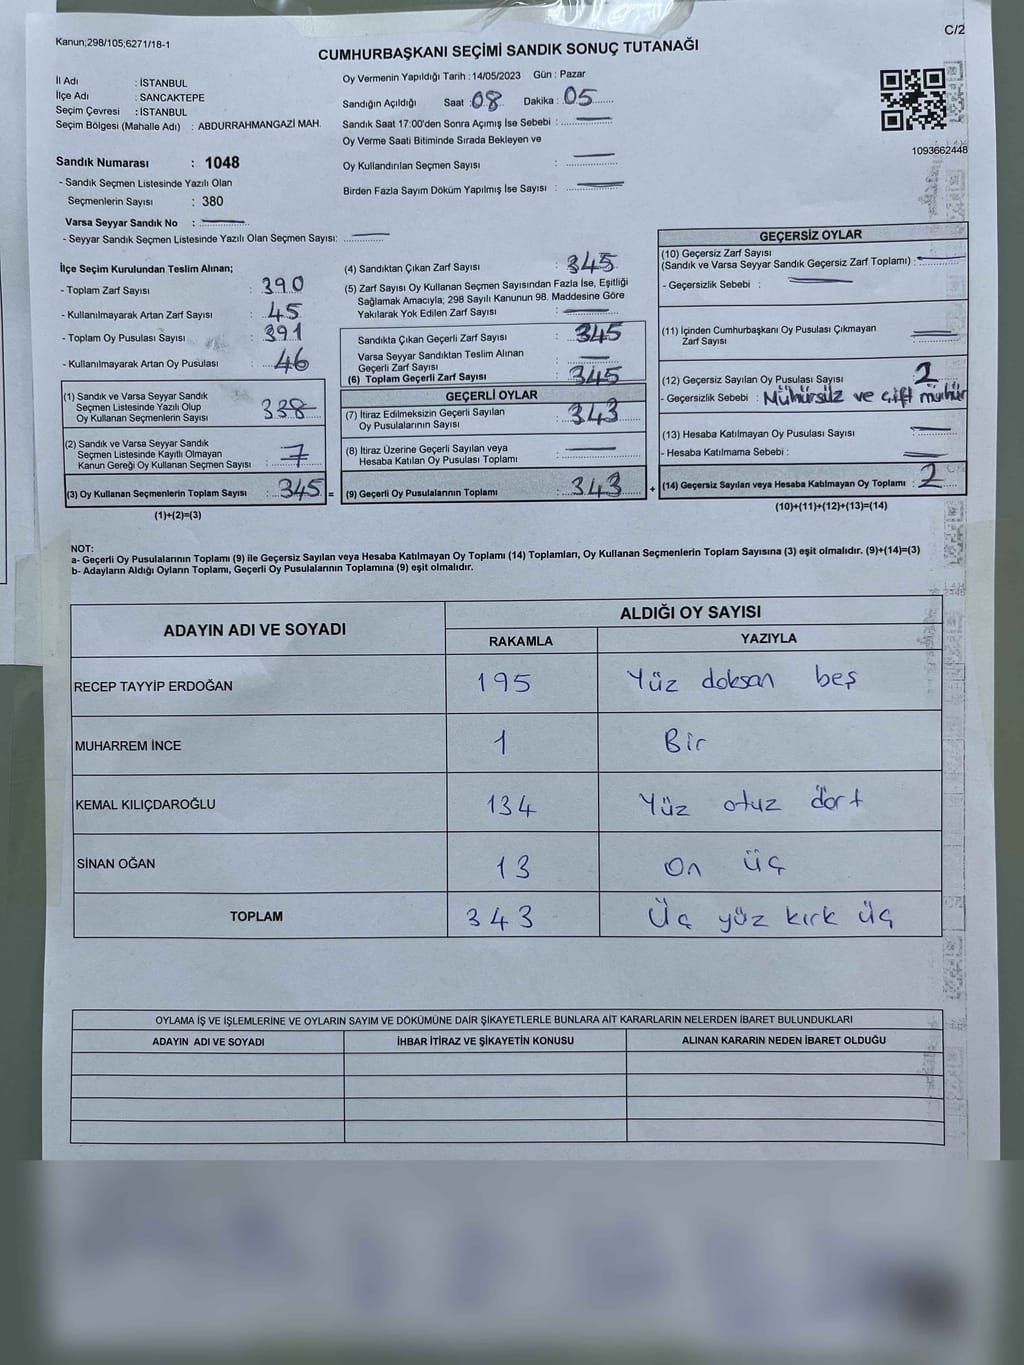 Kanun;298/105;6271/18-1
C/2
CUMHURBAŞKANI SEÇİMİ SANDIK SONUÇ TUTANAĞI
İl Adı : İSTANBUL
İlçe Adı : SANCAKTEPE
Seçim Çevresi : İSTANBUL
Seçim Bölgesi (Mahalle Adı) : ABDURRAHMANGAZİ MAH.
Sandık Numarası : 1048
- Sandık Seçmen Listesinde Yazılı Olan
Seçmenlerin Sayısı : 380
Varsa Seyyar Sandık No :
- Seyyar Sandık Seçmen Listesinde Yazılı Olan Seçmen Sayısı:
Oy Vermenin Yapıldığı Tarih : 14/05/2023 Gün : Pazar
Sandığın Açıldığı Saat : 08 Dakika : 05
Sandık Saat 17:00'den Sonra Açımış İse Sebebi :
Oy Verme Saati Bitiminde Sırada Bekleyen ve
Oy Kullandırılan Seçmen Sayısı :
Birden Fazla Sayım Döküm Yapılmış İse Sayısı :
1093662448
İlçe Seçim Kurulundan Teslim Alınan;
- Toplam Zarf Sayısı : 390
- Kullanılmayarak Artan Zarf Sayısı : 45
- Toplam Oy Pusulası Sayısı : 391
- Kullanılmayarak Artan Oy Pusulası : 46
(1) Sandık ve Varsa Seyyar Sandık
Seçmen Listesinde Yazılı Olup
Oy Kullanan Seçmenlerin Sayısı : 338
(2) Sandık ve Varsa Seyyar Sandık
Seçmen Listesinde Kayıtlı Olmayan
Kanun Gereği Oy Kullanan Seçmen Sayısı : 7
(3) Oy Kullanan Seçmenlerin Toplam Sayısı : 345 =
(1)+(2)=(3)
(4) Sandıktan Çıkan Zarf Sayısı : 345
(5) Zarf Sayısı Oy Kullanan Seçmen Sayısından Fazla İse, Eşitliği
Sağlamak Amacıyla; 298 Sayılı Kanunun 98. Maddesine Göre
Yakılarak Yok Edilen Zarf Sayısı :
Sandıkta Çıkan Geçerli Zarf Sayısı : 345
Varsa Seyyar Sandıktan Teslim Alınan
Geçerli Zarf Sayısı :
(6) Toplam Geçerli Zarf Sayısı : 345
GEÇERLİ OYLAR
(7) İtiraz Edilmeksizin Geçerli Sayılan
Oy Pusulalarının Sayısı : 343
(8) İtiraz Üzerine Geçerli Sayılan veya
Hesaba Katılan Oy Pusulası Toplamı :
(9) Geçerli Oy Pusulalarının Toplamı : 343 +
GEÇERSİZ OYLAR
(10) Geçersiz Zarf Sayısı
(Sandık ve Varsa Seyyar Sandık Geçersiz Zarf Toplamı) :
- Geçersizlik Sebebi :
(11) İçinden Cumhurbaşkanı Oy Pusulası Çıkmayan
Zarf Sayısı :
(12) Geçersiz Sayılan Oy Pusulası Sayısı : 2
- Geçersizlik Sebebi : Mühürsüz ve çift mühür
(13) Hesaba Katılmayan Oy Pusulası Sayısı :
- Hesaba Katılmama Sebebi :
(14) Geçersiz Sayılan veya Hesaba Katılmayan Oy Toplamı : 2
(10)+(11)+(12)+(13)=(14)
NOT:
a- Geçerli Oy Pusulalarının Toplamı (9) ile Geçersiz Sayılan veya Hesaba Katılmayan Oy Toplamı (14) Toplamları, Oy Kullanan Seçmenlerin Toplam Sayısına (3) eşit olmalıdır. (9)+(14)=(3)
b- Adayların Aldığı Oyların Toplamı, Geçerli Oy Pusulalarının Toplamına (9) eşit olmalıdır.
ADAYIN ADI VE SOYADI ALDIĞI OY SAYISI
RAKAMLA YAZIYLA
RECEP TAYYİP ERDOĞAN 195 Yüz doksan beş
MUHARREM İNCE 1 Bir
KEMAL KILIÇDAROĞLU 134 Yüz otuz dört
SİNAN OĞAN 13 On üç
TOPLAM 343 Üç yüz kırk üç
OYLAMA İŞ VE İŞLEMLERİNE VE OYLARIN SAYIM VE DÖKÜMÜNE DAİR ŞİKAYETLERLE BUNLARA AİT KARARLARIN NELERDEN İBARET BULUNDUKLARI
ADAYIN ADI VE SOYADI İHBAR İTİRAZ VE ŞİKAYETİN KONUSU ALINAN KARARIN NEDEN İBARET OLDUĞU